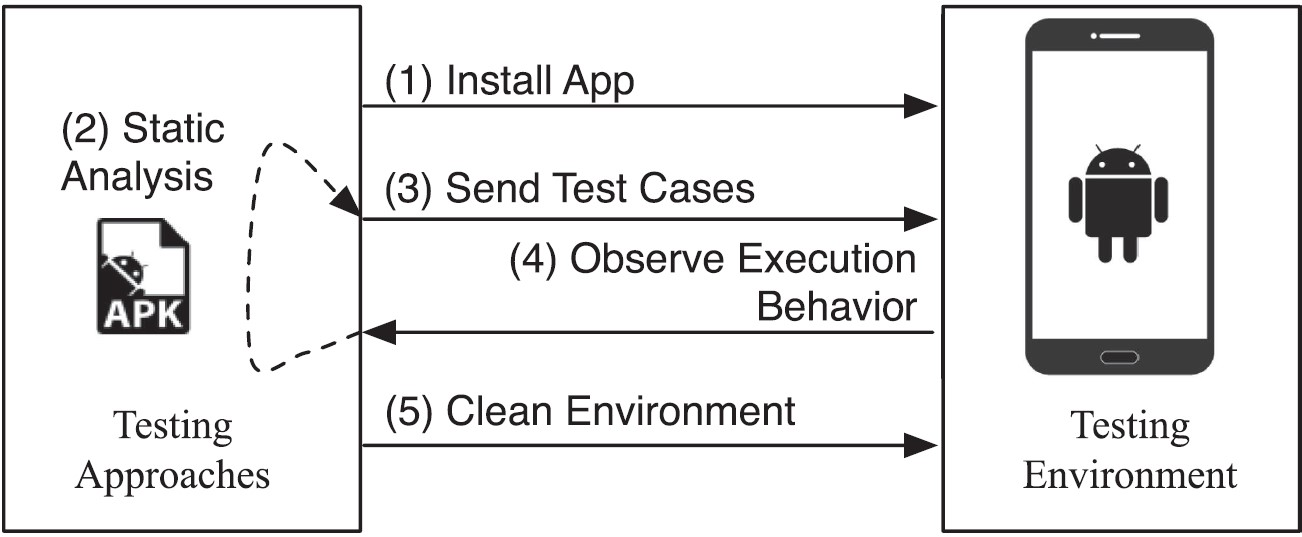 (1) Install App
(2) Static
Analysis
(3) Send Test Cases
(4) Observe Execution
Behavior
APK
(5) Clean Environment
Testing
Approaches
Testing
Environment